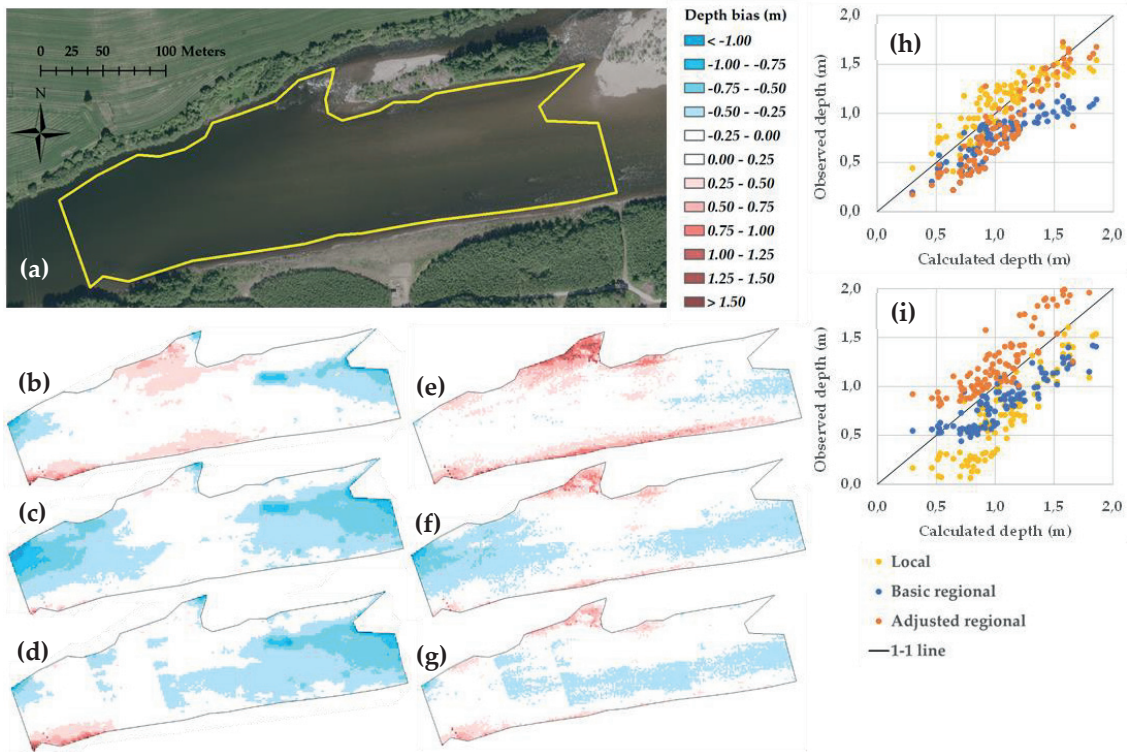 0 25 50 100 Meters
N
(a)
Depth bias (m)
< -1.00
-1.00 - -0.75
-0.75 - -0.50
-0.50 - -0.25
-0.25 - 0.00
0.00 - 0.25
0.25 - 0.50
0.50 - 0.75
0.75 - 1.00
1.00 - 1.25
1.25 - 1.50
> 1.50
(b)
(c)
(d)
(e)
(f)
(g)
(h)
Observed depth (m)
2,0
1,5
1,0
0,5
0,0
0,0 0,5 1,0 1,5 2,0
Calculated depth (m)
(i)
Observed depth (m)
2,0
1,5
1,0
0,5
0,0
0,0 0,5 1,0 1,5 2,0
Calculated depth (m)
Local
Basic regional
Adjusted regional
1-1 line